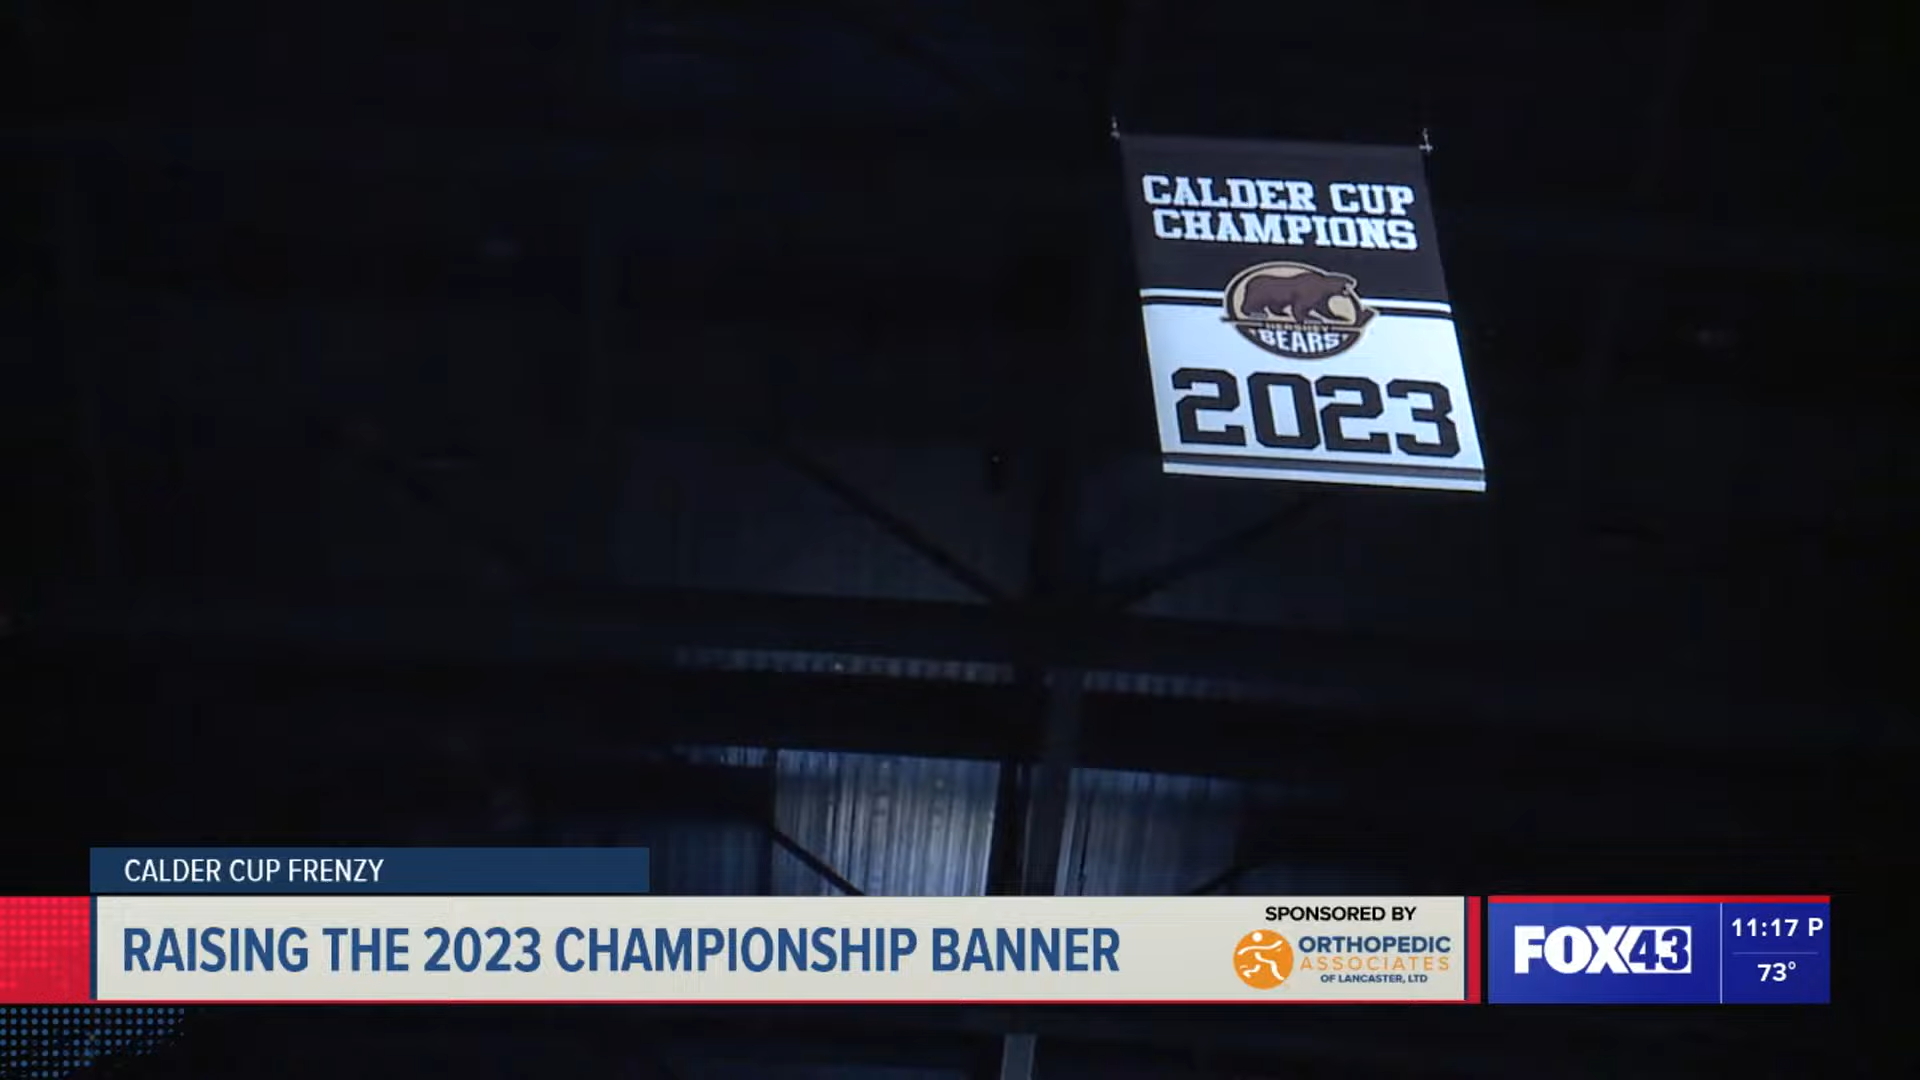 CALDER CUP
CHAMPIONS
HERSHEY
BEARS
2023
CALDER CUP FRENZY
RAISING THE 2023 CHAMPIONSHIP BANNER
SPONSORED BY
ORTHOPEDIC
ASSOCIATES
OF LANCASTER, LTD
FOX43
11:17 P
73°